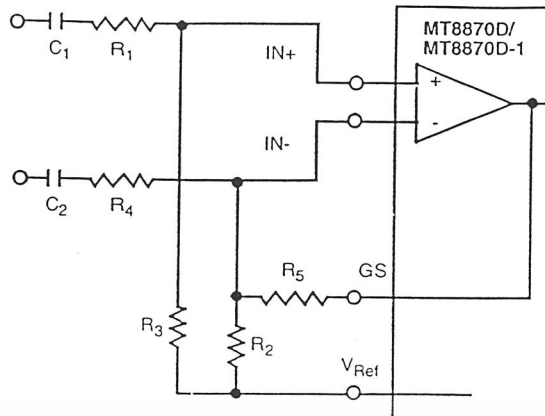 MT8870D/
MT8870D-1
C1
R1
IN+
+
IN-
-
C2
R4
R5
GS
R3
R2
VRef